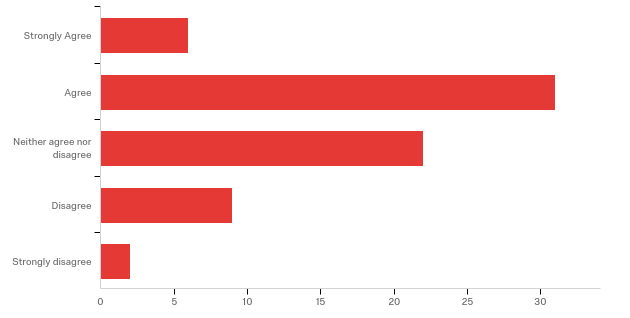 Strongly Agree
Agree
Neither agree nor
disagree
Disagree
Strongly disagree
0 5 10 15 20 25 30